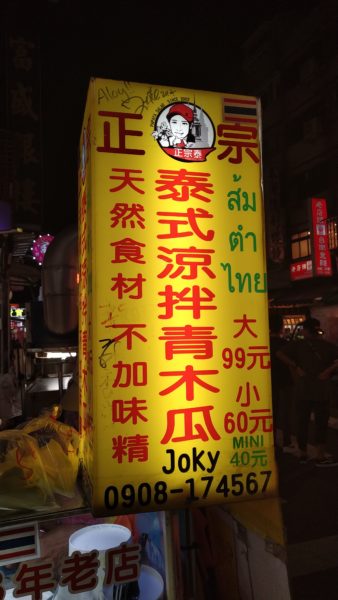 正 宗
正宗泰
天然食材 不加味精
泰式涼拌青木瓜
ส้ม
ตำ
ไทย
大
99元
小
60元
MINI
40元
JoKy
0908-174567
年老店